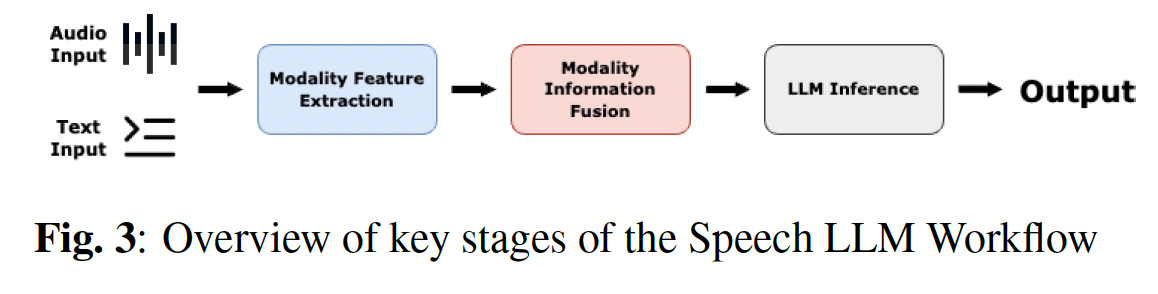 Audio
Input
Text
Input
Modality Feature
Extraction
Modality
Information
Fusion
LLM Inference
Output
Fig. 3: Overview of key stages of the Speech LLM Workflow